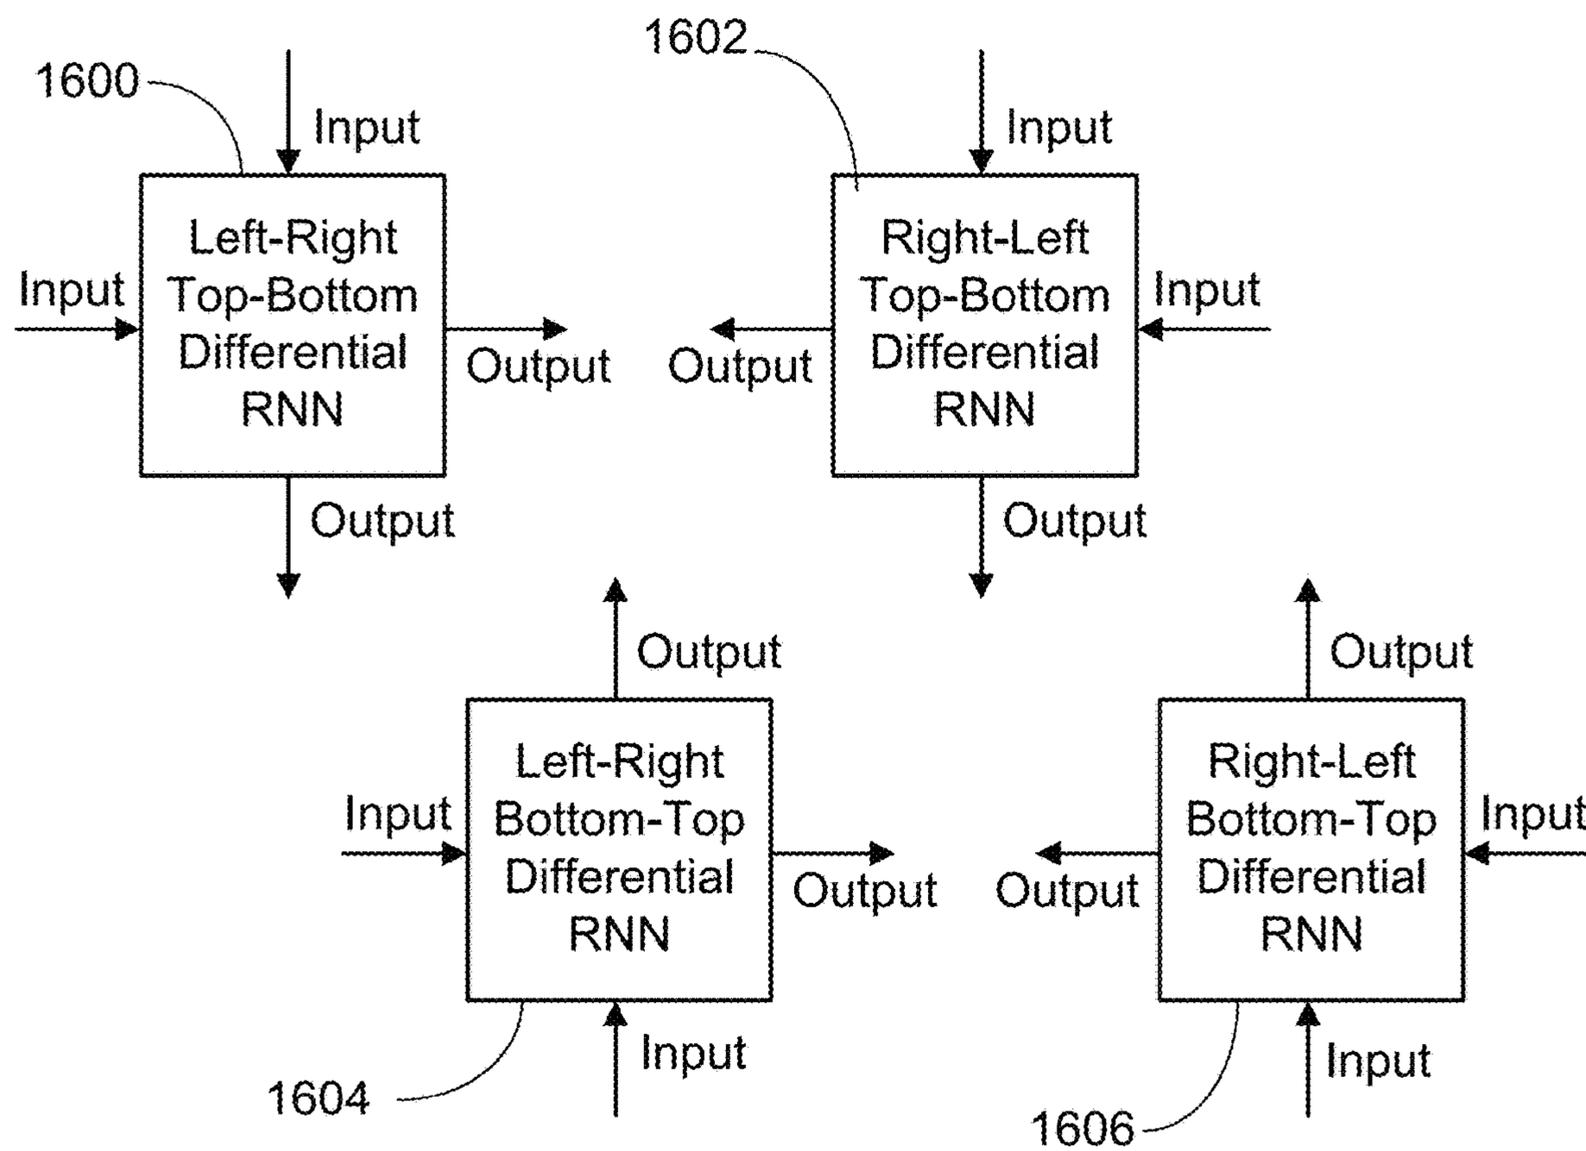 1600
Input
Input
Left-Right
Top-Bottom
Differential
RNN
Output
Output
1602
Input
Right-Left
Top-Bottom
Differential
RNN
Input
Output
Output
Output
Input
Left-Right
Bottom-Top
Differential
RNN
Output
Input
1604
Output
Right-Left
Bottom-Top
Differential
RNN
Input
Output
Input
1606